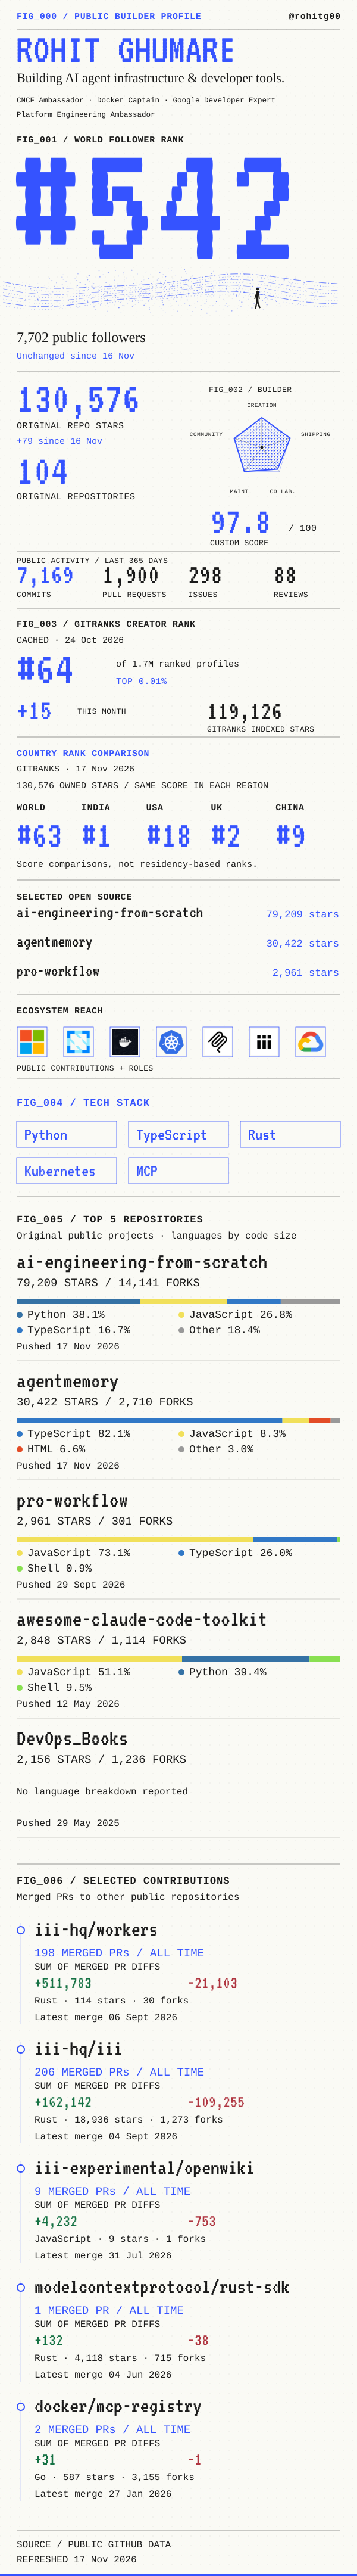 FIG_000 / PUBLIC BUILDER PROFILE @rohitg00
ROHIT GHUMARE
Building AI agent infrastructure & developer tools.
CNCF Ambassador · Docker Captain · Google Developer Expert
Platform Engineering Ambassador
FIG_001 / WORLD FOLLOWER RANK
#542
7,702 public followers
Unchanged since 16 Nov
130,576
ORIGINAL REPO STARS
+79 since 16 Nov
104
ORIGINAL REPOSITORIES
FIG_002 / BUILDER
CREATION
COMMUNITY
SHIPPING
MAINT.
COLLAB.
97.8 / 100
CUSTOM SCORE
PUBLIC ACTIVITY / LAST 365 DAYS
7,169 1,900 298 88
COMMITS PULL REQUESTS ISSUES REVIEWS
FIG_003 / GITRANKS CREATOR RANK
CACHED · 24 Oct 2026
#64
of 1.7M ranked profiles
TOP 0.01%
+15 THIS MONTH
119,126
GITRANKS INDEXED STARS
COUNTRY RANK COMPARISON
GITRANKS · 17 Nov 2026
130,576 OWNED STARS / SAME SCORE IN EACH REGION
WORLD INDIA USA UK CHINA
#63 #1 #18 #2 #9
Score comparisons, not residency-based ranks.
SELECTED OPEN SOURCE
ai-engineering-from-scratch 79,209 stars
agentmemory 30,422 stars
pro-workflow 2,961 stars
ECOSYSTEM REACH
PUBLIC CONTRIBUTIONS + ROLES
FIG_004 / TECH STACK
Python TypeScript Rust
Kubernetes MCP
FIG_005 / TOP 5 REPOSITORIES
Original public projects · languages by code size
ai-engineering-from-scratch
79,209 STARS / 14,141 FORKS
Python 38.1% JavaScript 26.8%
TypeScript 16.7% Other 18.4%
Pushed 17 Nov 2026
agentmemory
30,422 STARS / 2,710 FORKS
TypeScript 82.1% JavaScript 8.3%
HTML 6.6% Other 3.0%
Pushed 17 Nov 2026
pro-workflow
2,961 STARS / 301 FORKS
JavaScript 73.1% TypeScript 26.0%
Shell 0.9%
Pushed 29 Sept 2026
awesome-claude-code-toolkit
2,848 STARS / 1,114 FORKS
JavaScript 51.1% Python 39.4%
Shell 9.5%
Pushed 12 May 2026
DevOps_Books
2,156 STARS / 1,236 FORKS
No language breakdown reported
Pushed 29 May 2025
FIG_006 / SELECTED CONTRIBUTIONS
Merged PRs to other public repositories
iii-hq/workers
198 MERGED PRs / ALL TIME
SUM OF MERGED PR DIFFS
+511,783 -21,103
Rust · 114 stars · 30 forks
Latest merge 06 Sept 2026
iii-hq/iii
206 MERGED PRs / ALL TIME
SUM OF MERGED PR DIFFS
+162,142 -109,255
Rust · 18,936 stars · 1,273 forks
Latest merge 04 Sept 2026
iii-experimental/openwiki
9 MERGED PRs / ALL TIME
SUM OF MERGED PR DIFFS
+4,232 -753
JavaScript · 9 stars · 1 forks
Latest merge 31 Jul 2026
modelcontextprotocol/rust-sdk
1 MERGED PR / ALL TIME
SUM OF MERGED PR DIFFS
+132 -38
Rust · 4,118 stars · 715 forks
Latest merge 04 Jun 2026
docker/mcp-registry
2 MERGED PRs / ALL TIME
SUM OF MERGED PR DIFFS
+31 -1
Go · 587 stars · 3,155 forks
Latest merge 27 Jan 2026
SOURCE / PUBLIC GITHUB DATA
REFRESHED 17 Nov 2026